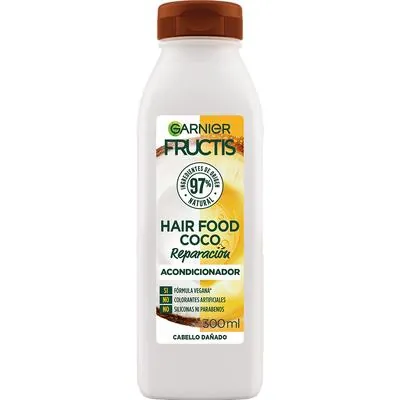 GARNIER
FRUCTIS
INGREDIENTES DE ORIGEN
97%
NATURAL
HAIR FOOD
COCO
Reparación
ACONDICIONADOR
SI FÓRMULA VEGANA*
NO COLORANTES ARTIFICIALES
NO SILICONAS NI PARABENOS
300ml
CABELLO DAÑADO